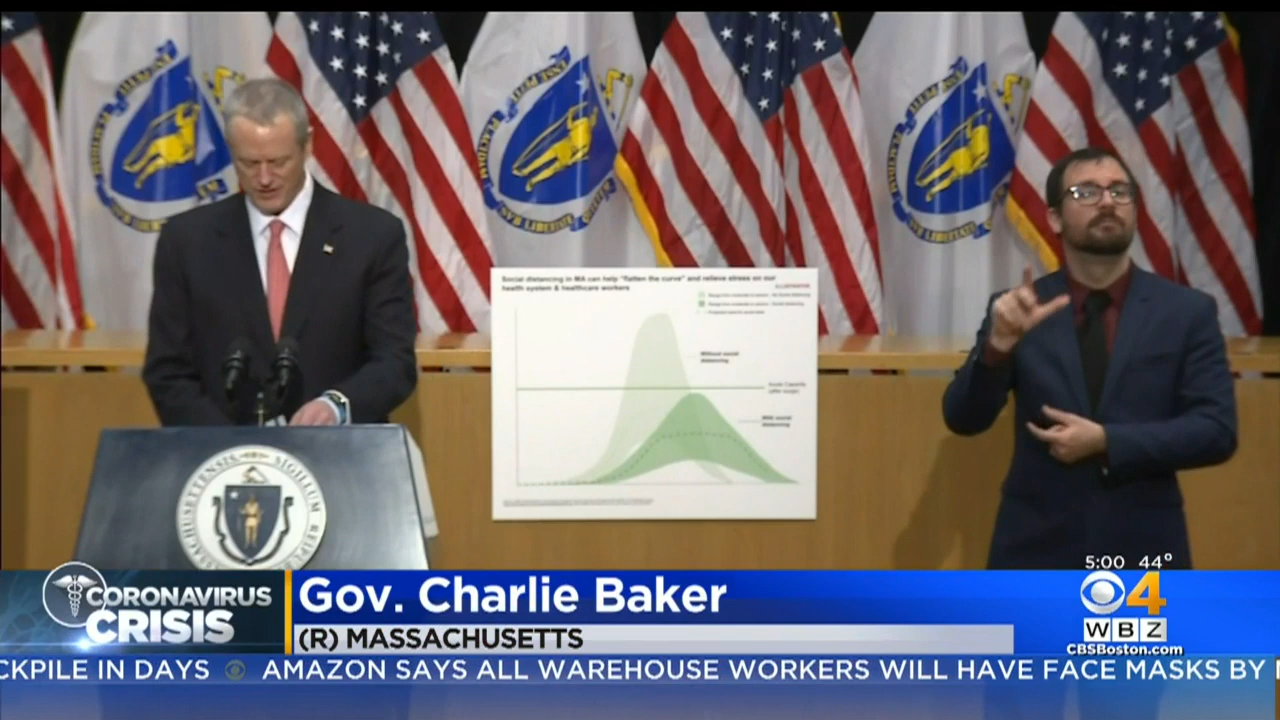 Social distancing in MA can help "flatten the curve" and relieve stress on our
health system & healthcare workers
Without social
distancing
With social
distancing
5:00 44°
CORONAVIRUS
CRISIS
Gov. Charlie Baker
(R) MASSACHUSETTS
4
WBZ
CBSBoston.com
CKPILE IN DAYS AMAZON SAYS ALL WAREHOUSE WORKERS WILL HAVE FACE MASKS BY